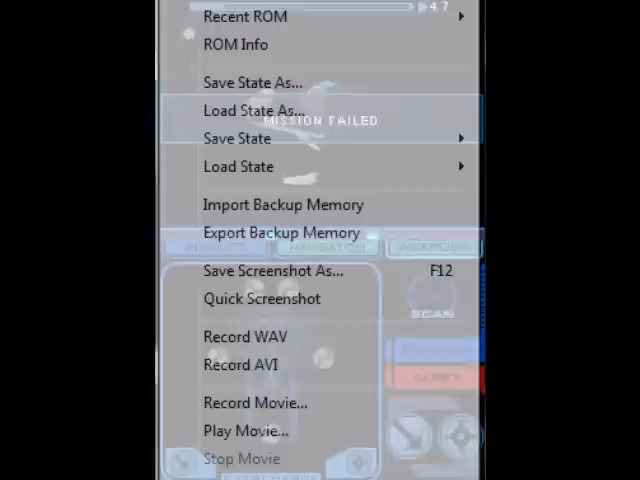 47
Recent ROM
ROM Info
Save State As...
Load State As...
MISSION FAILED
Save State
Load State
Import Backup Memory
Export Backup Memory
Save Screenshot As... F12
Quick Screenshot
SCAN
Record WAV
Record AVI
Record Movie...
Play Movie...
Stop Movie